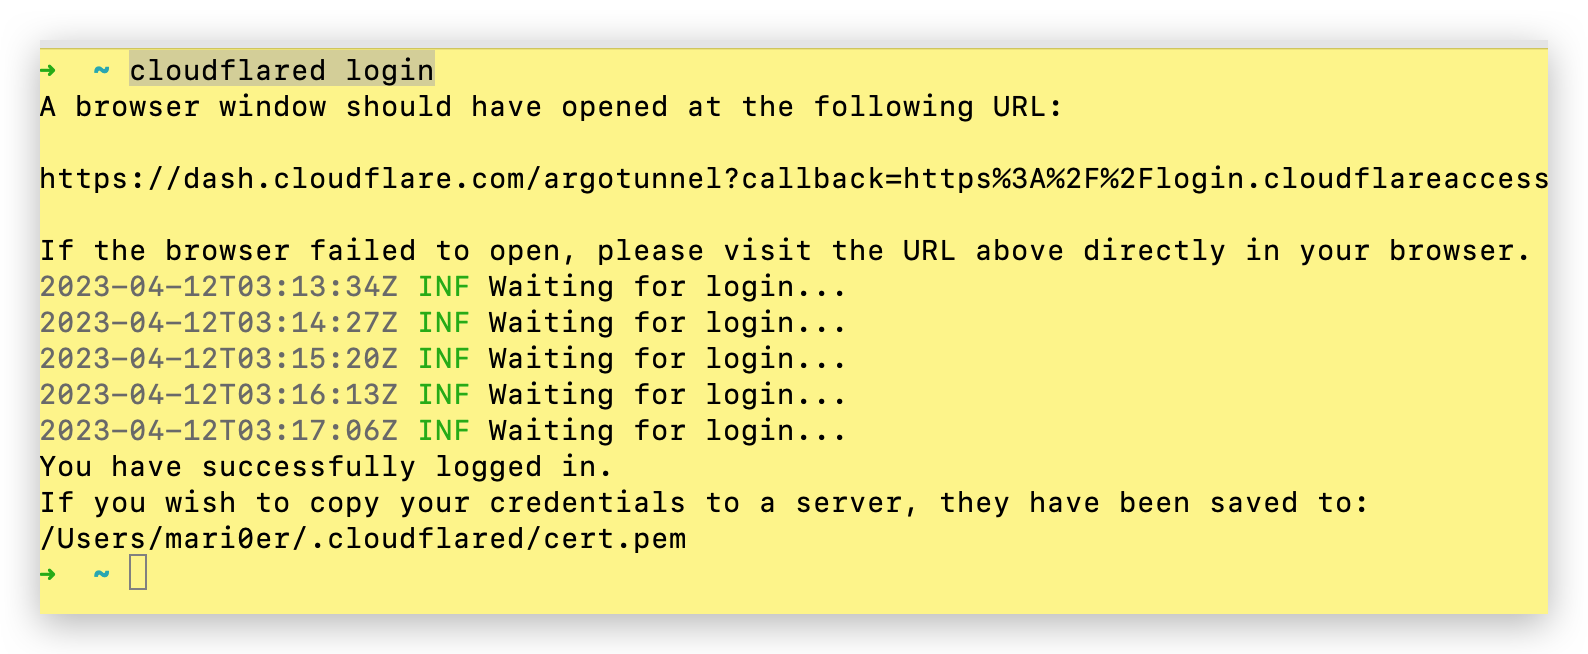 ➜  ~ cloudflared login
A browser window should have opened at the following URL:
https://dash.cloudflare.com/argotunnel?callback=https%3A%2F%2Flogin.cloudflareaccess
If the browser failed to open, please visit the URL above directly in your browser.
2023-04-12T03:13:34Z INF Waiting for login...
2023-04-12T03:14:27Z INF Waiting for login...
2023-04-12T03:15:20Z INF Waiting for login...
2023-04-12T03:16:13Z INF Waiting for login...
2023-04-12T03:17:06Z INF Waiting for login...
You have successfully logged in.
If you wish to copy your credentials to a server, they have been saved to:
/Users/mari0er/.cloudflared/cert.pem
➜  ~